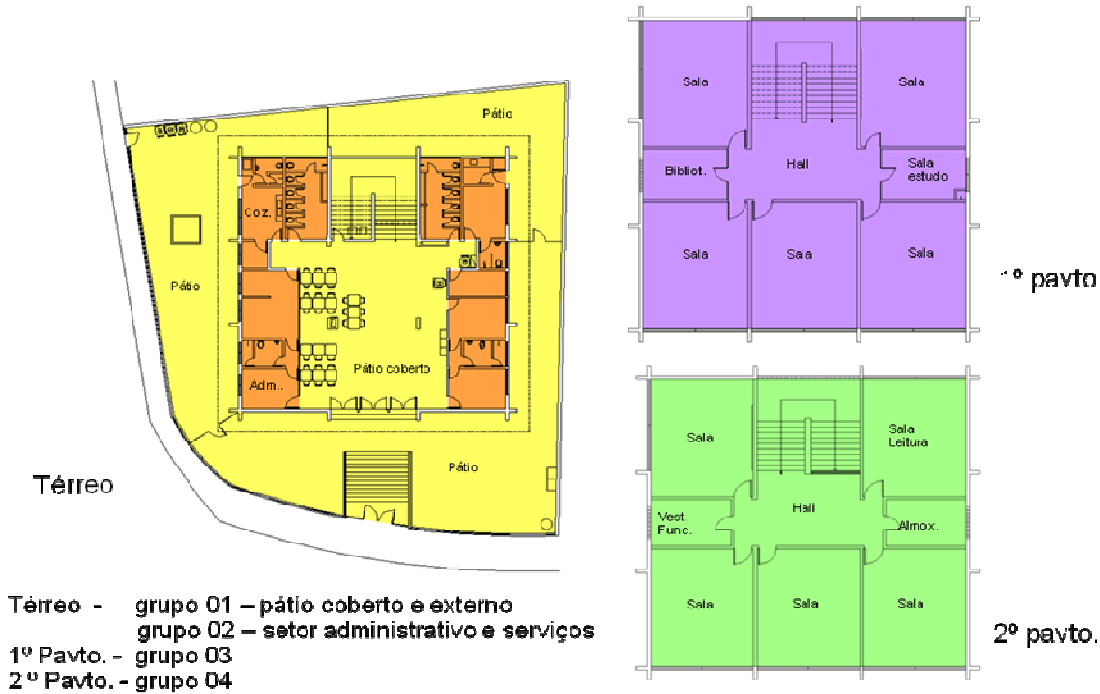 Pátio
Coz.
Pátio
Pátio coberto
Adm..
Pátio
Térreo
Sala
Sala
Bibliot.
Hall
Sala
estudo
Sala
Sala
Sala
1º pavto
Sala
Sala
Leitura
Vest.
Func.
Hall
Almox.
Sala
Sala
Sala
2º pavto.
Térreo - grupo 01 – pátio coberto e externo
grupo 02 – setor administrativo e serviços
1º Pavto. - grupo 03
2º Pavto. - grupo 04